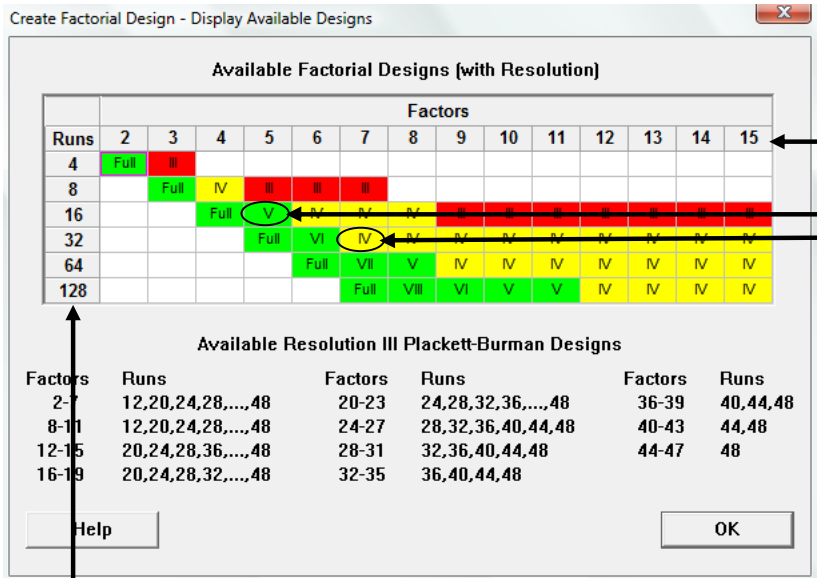 Create Factorial Design - Display Available Designs
Available Factorial Designs (with Resolution)
Factors
Runs 2 3 4 5 6 7 8 9 10 11 12 13 14 15
4 Full III
8 Full IV III III III
16 Full V IV IV IV III III III III III III III
32 Full VI IV IV IV IV IV IV IV IV IV
64 Full VII V IV IV IV IV IV IV IV
128 Full VIII VI V V IV IV IV IV
Available Resolution III Plackett-Burman Designs
Factors Runs Factors Runs Factors Runs
2-7 12,20,24,28,...,48 20-23 24,28,32,36,...,48 36-39 40,44,48
8-11 12,20,24,28,...,48 24-27 28,32,36,40,44,48 40-43 44,48
12-15 20,24,28,36,...,48 28-31 32,36,40,44,48 44-47 48
16-19 20,24,28,32,...,48 32-35 36,40,44,48
Help OK